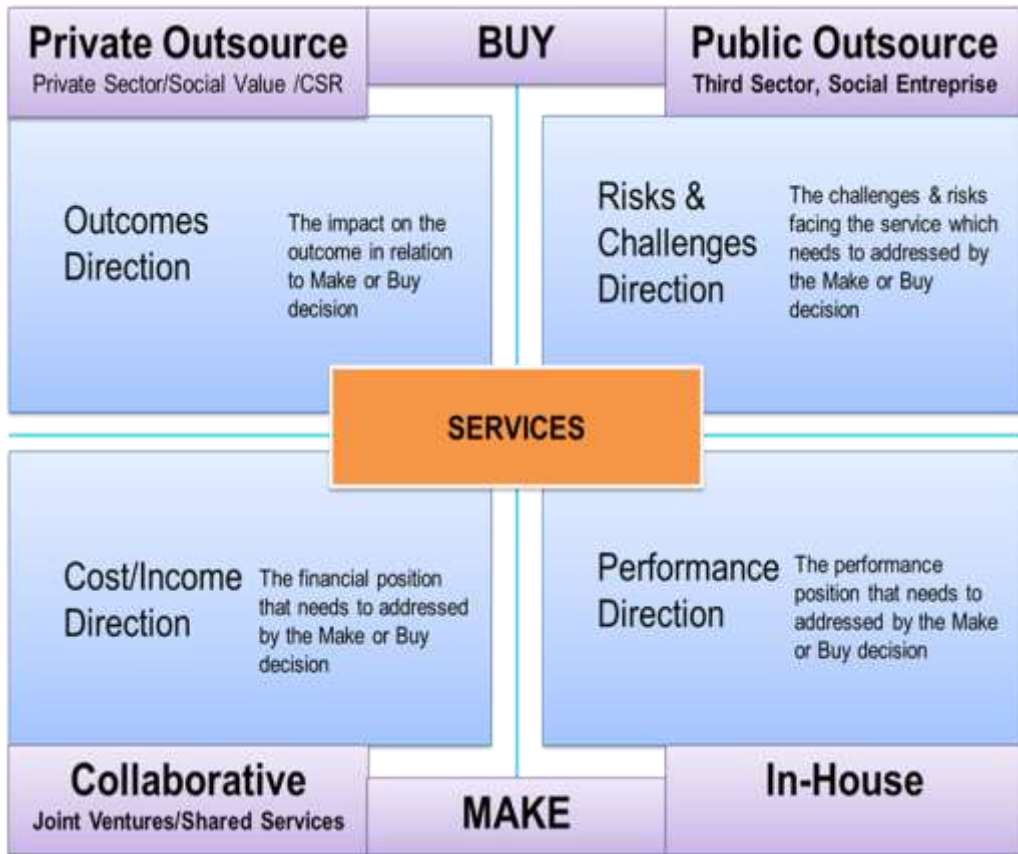 Private Outsource
Private Sector/Social Value /CSR
BUY
Public Outsource
Third Sector, Social Entreprise
Outcomes
Direction
The impact on the
outcome in relation
to Make or Buy
decision
Risks &
Challenges
Direction
The challenges & risks
facing the service which
needs to addressed by
the Make or Buy
decision
SERVICES
Cost/Income
Direction
The financial position
that needs to addressed
by the Make or Buy
decision
Performance
Direction
The performance
position that needs to
addressed by the Make
or Buy decision
Collaborative
Joint Ventures/Shared Services
MAKE
In-House